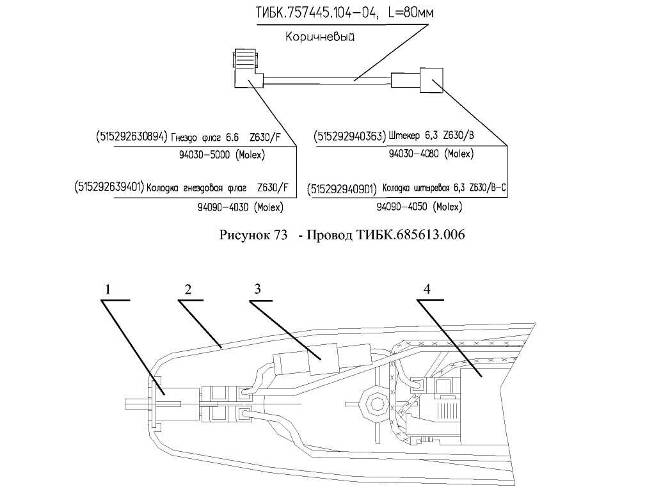 ТИБК.757445.104-04, L=80мм
Коричневый
(515292630894) Гнездо флаг 6.6 Z630/F
94030-5000 (Molex)
(515292940363) Штекер 6,3 Z630/B
94030-4080 (Molex)
(515292639401) Колодка гнездовая флаг Z630/F
94090-4030 (Molex)
(515292940901) Колодка штыревая 6,3 Z630/B-C
94090-4050 (Molex)
Рисунок 73 - Провод ТИБК.685613.006
1 2 3 4